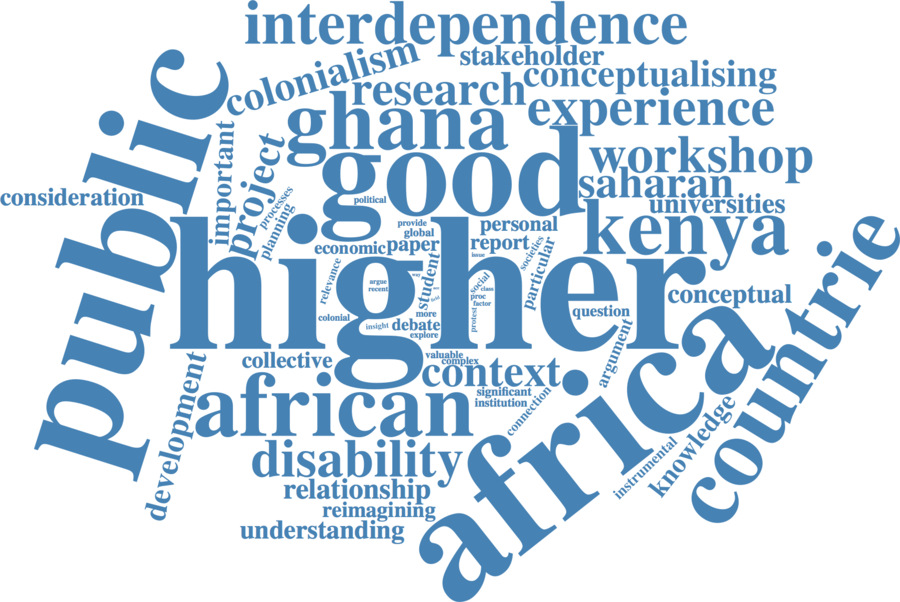 interdependence
stakeholder
colonialism
conceptualising
research
experience
ghana
public
good
workshop
important
project
saharan
consideration
universities
processes
planning
political
provide
global
personal
kenya
economic
paper
report
issue
societies
higher
particular
relevance
student
argue
recent
social
class
proc
factor
conceptual
colonial
more
protest
question
insight
debate
explore
countrie
argument
collective
valuable
complex
context
development
african
significant
institution
connection
africa
knowledge
instrumental
disability
relationship
reimagining
understanding